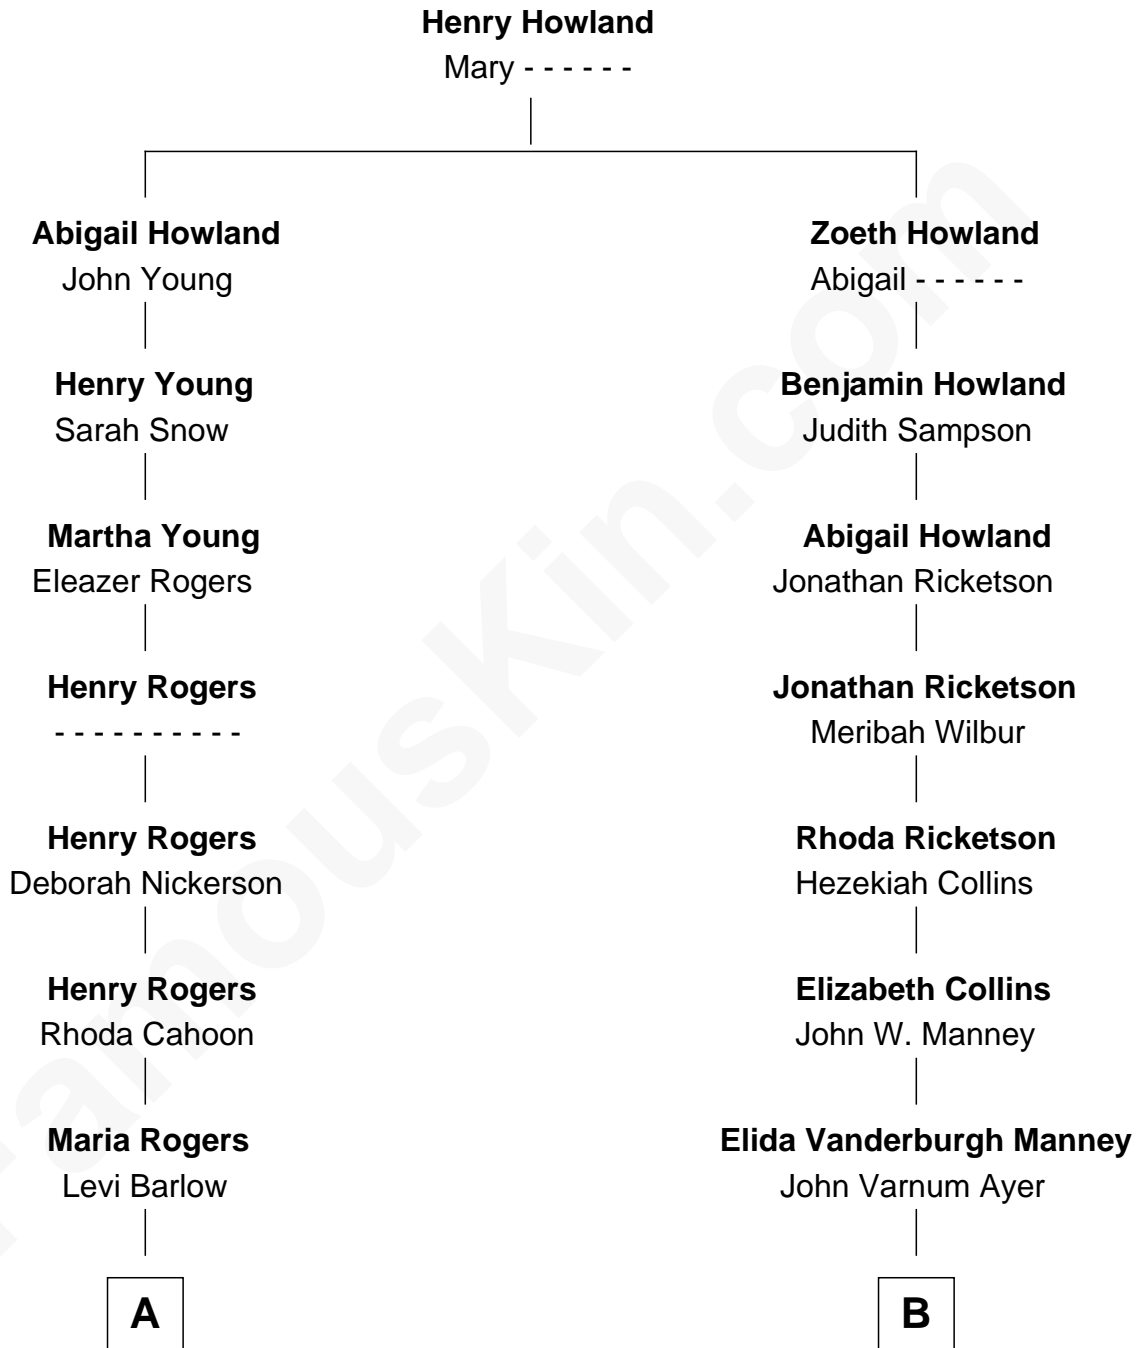 Henry Howland
Mary - - - - - -
Abigail Howland
John Young
Zoeth Howland
Abigail - - - - - -
Henry Young
Sarah Snow
Benjamin Howland
Judith Sampson
Martha Young
Eleazer Rogers
Abigail Howland
Jonathan Ricketson
Henry Rogers
- - - - - - - - - -
Jonathan Ricketson
Meribah Wilbur
Henry Rogers
Deborah Nickerson
Rhoda Ricketson
Hezekiah Collins
Henry Rogers
Rhoda Cahoon
Elizabeth Collins
John W. Manney
Maria Rogers
Levi Barlow
Elida Vanderburgh Manney
John Varnum Ayer
A
B
FamousKin.com